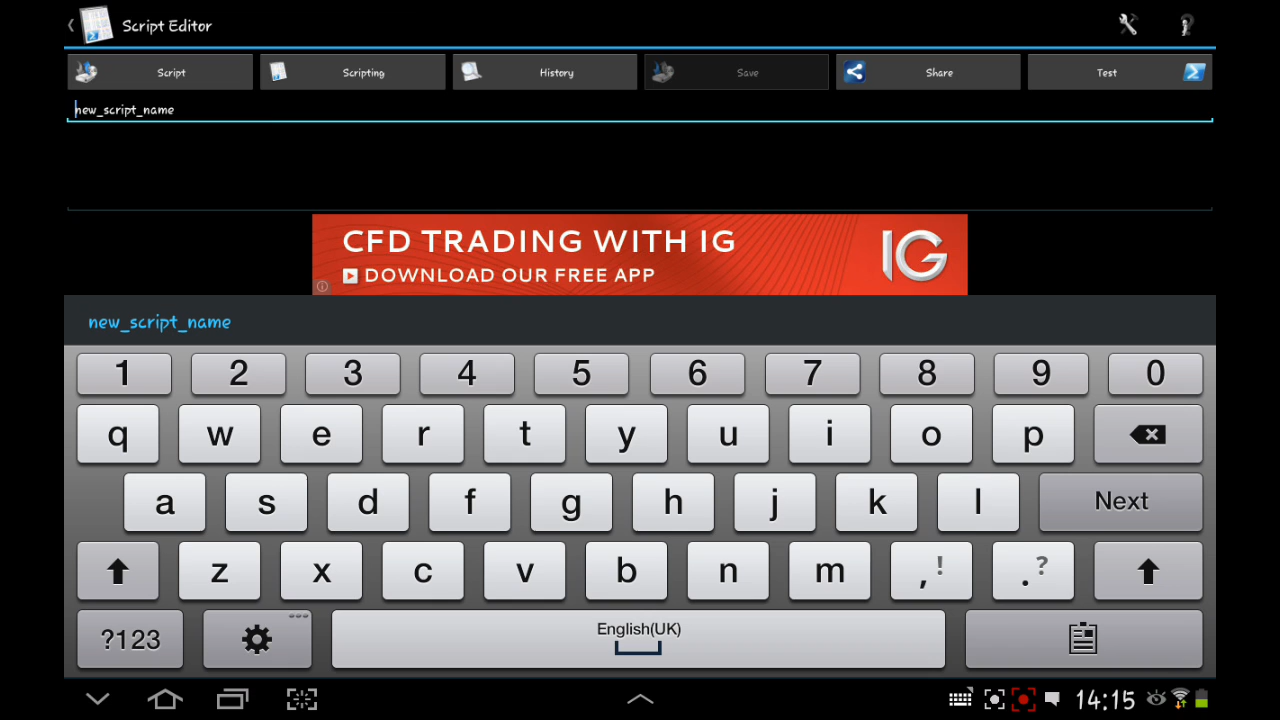 Script Editor
Script
Scripting
History
Save
Share
Test
new_script_name
CFD TRADING WITH IG
DOWNLOAD OUR FREE APP
IG
new_script_name
1 2 3 4 5 6 7 8 9 0
q w e r t y u i o p
a s d f g h j k l Next
z x c v b n m , ! . ?
?123
English(UK)
14:15